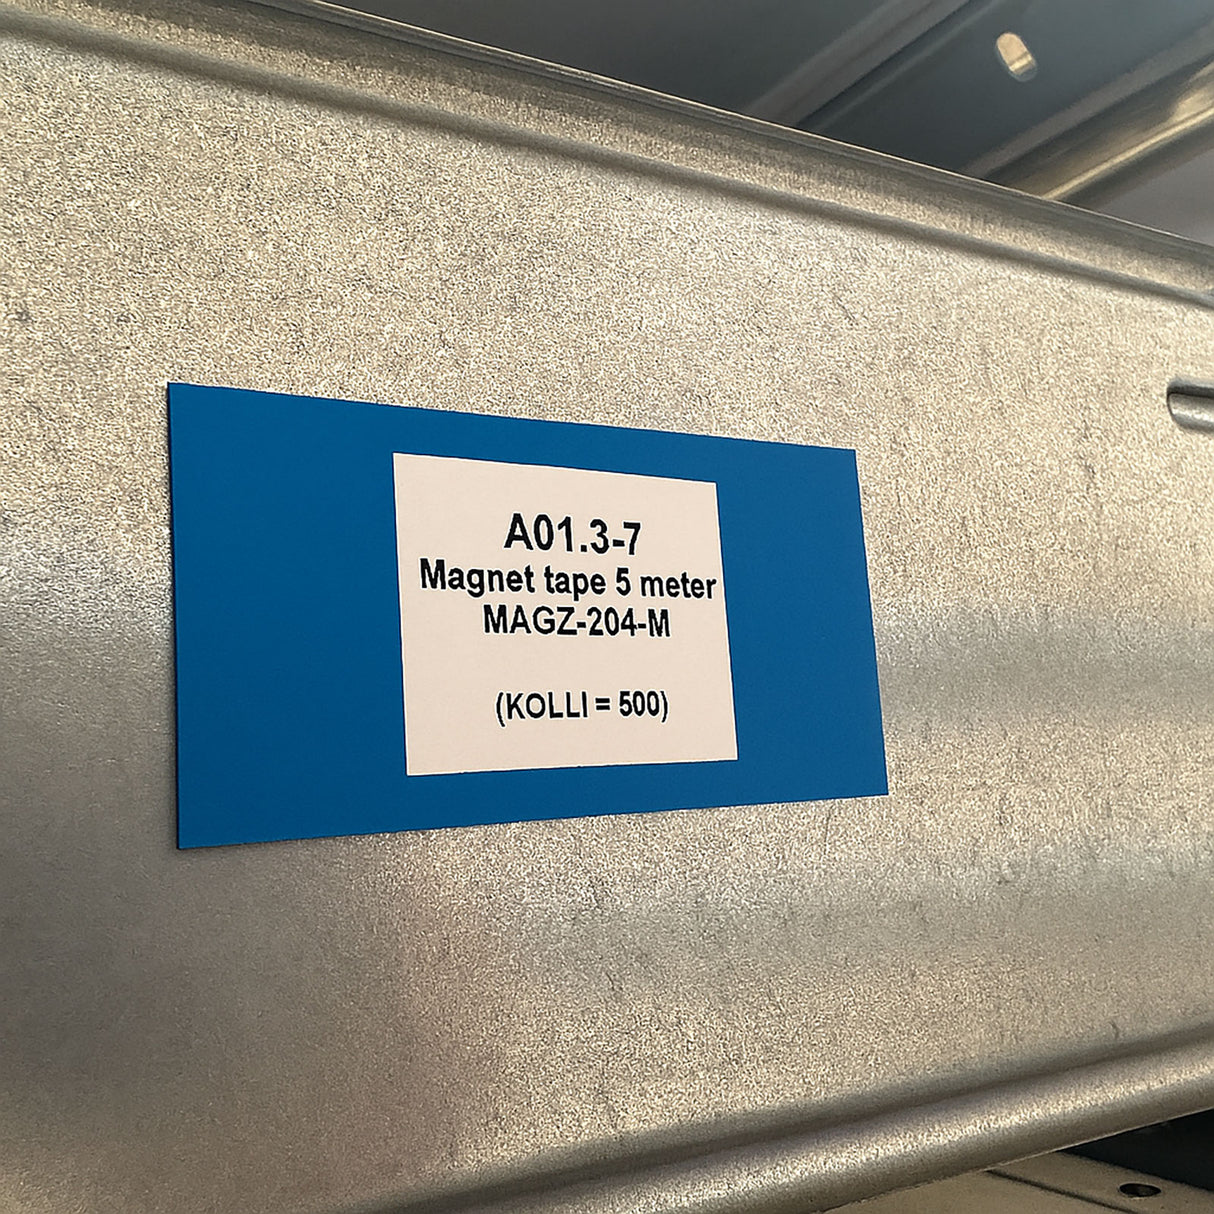 A01.3-7
Magnet tape 5 meter
MAGZ-204-M
(KOLLI = 500)